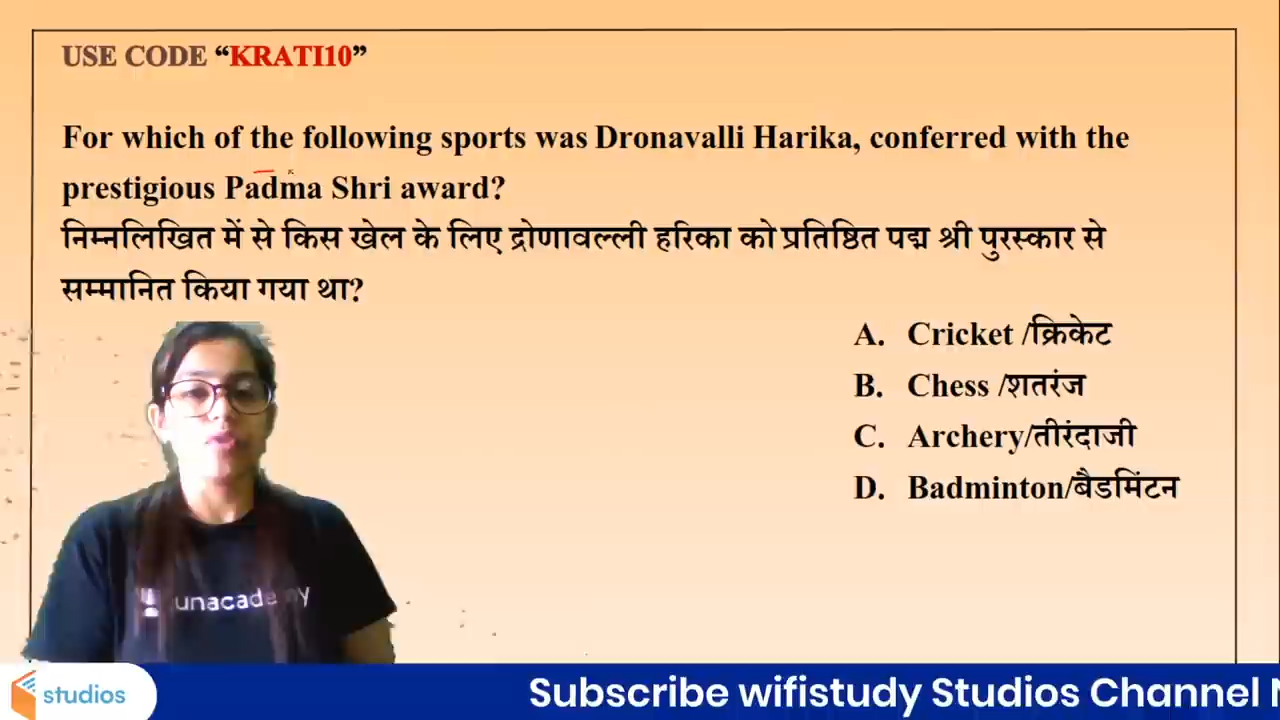 USE CODE “KRATI10”
For which of the following sports was Dronavalli Harika, conferred with the
prestigious Padma Shri award?
निम्नलिखित में से किस खेल के लिए द्रोणावल्ली हरिका को प्रतिष्ठित पद्म श्री पुरस्कार से
सम्मानित किया गया था?
A. Cricket /क्रिकेट
B. Chess /शतरंज
C. Archery/तीरंदाजी
D. Badminton/बैडमिंटन
unacademy
studios
Subscribe wifistudy Studios Channel N